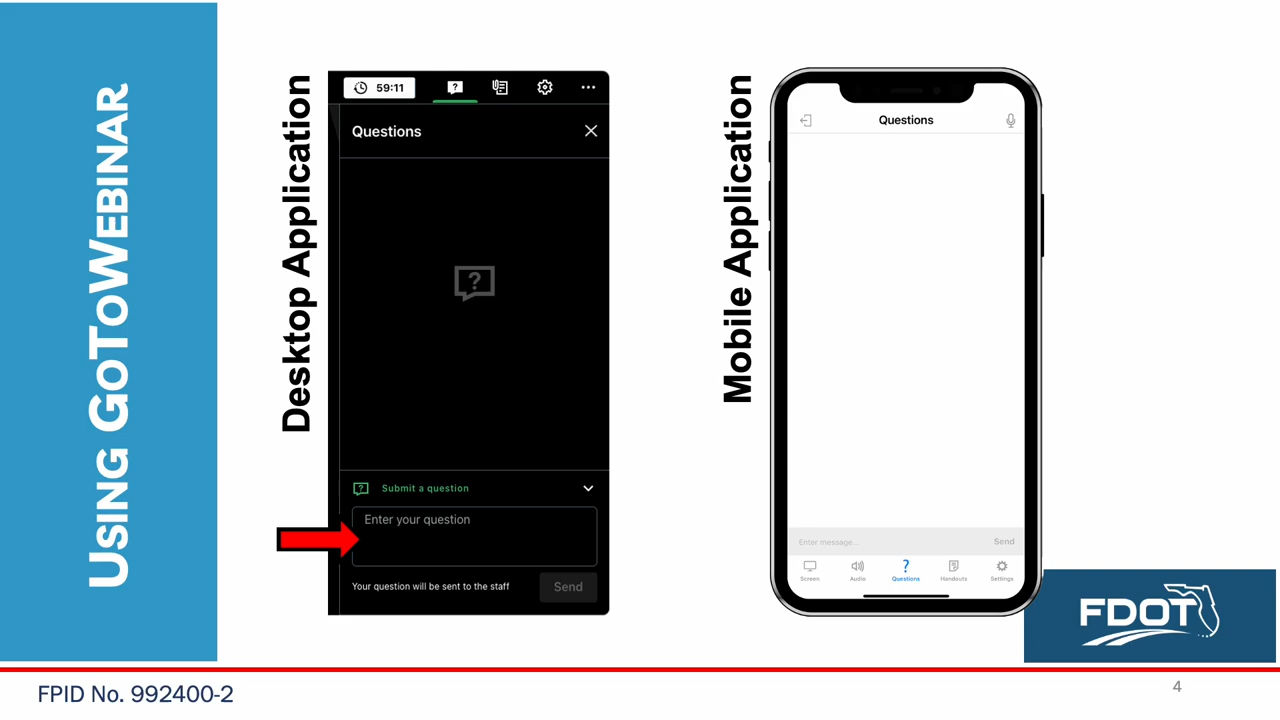 USING GOTOWEBINAR
Desktop Application
59:11
Questions
Submit a question
Enter your question
Your question will be sent to the staff
Send
Mobile Application
Questions
Enter message...
Send
Screen
Audio
Questions
Handouts
Settings
FDOT
FPID No. 992400-2
4